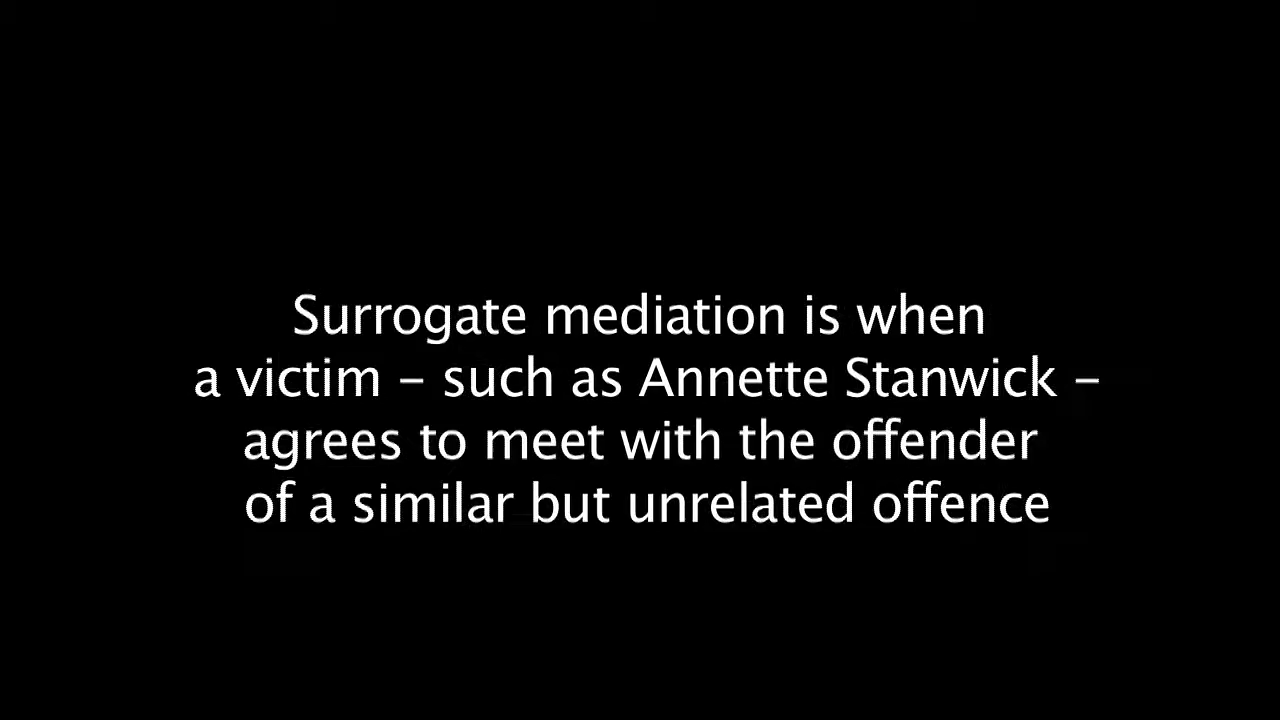 Surrogate mediation is when
a victim – such as Annette Stanwick –
agrees to meet with the offender
of a similar but unrelated offence